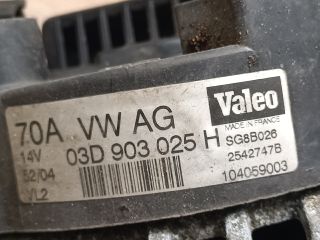 70A VW AG Valeo
MADE IN FRANCE
14V 03D 903 025 H SG8B026
52/04 2542747B
VL2 104059003